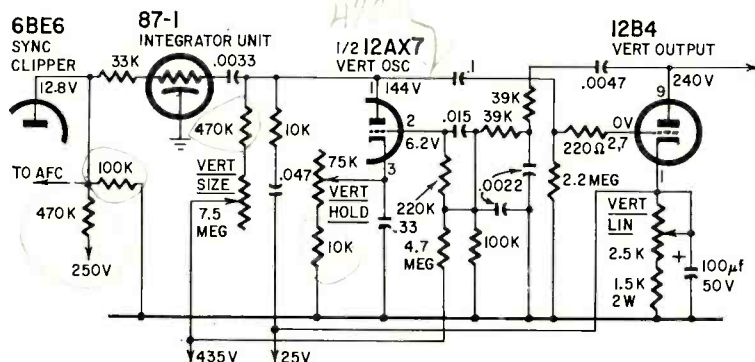 6BE6
SYNC
CLIPPER
12.8V
87-1
INTEGRATOR UNIT
33K
.0033
1/2 12AX7
VERT OSC
1
144V
.1
12B4
VERT OUTPUT
.0047
9
240V
2
6.2V
3
.015
39K
39K
0V
220Ω
2,7
1
470K
10K
TO AFC
100K
470K
250V
VERT
SIZE
7.5
MEG
.047
75K
VERT
HOLD
10K
.33
220K
4.7
MEG
.0022
100K
2.2 MEG
VERT
LIN
2.5K
1.5K
2W
+
100μf
50V
435V
25V